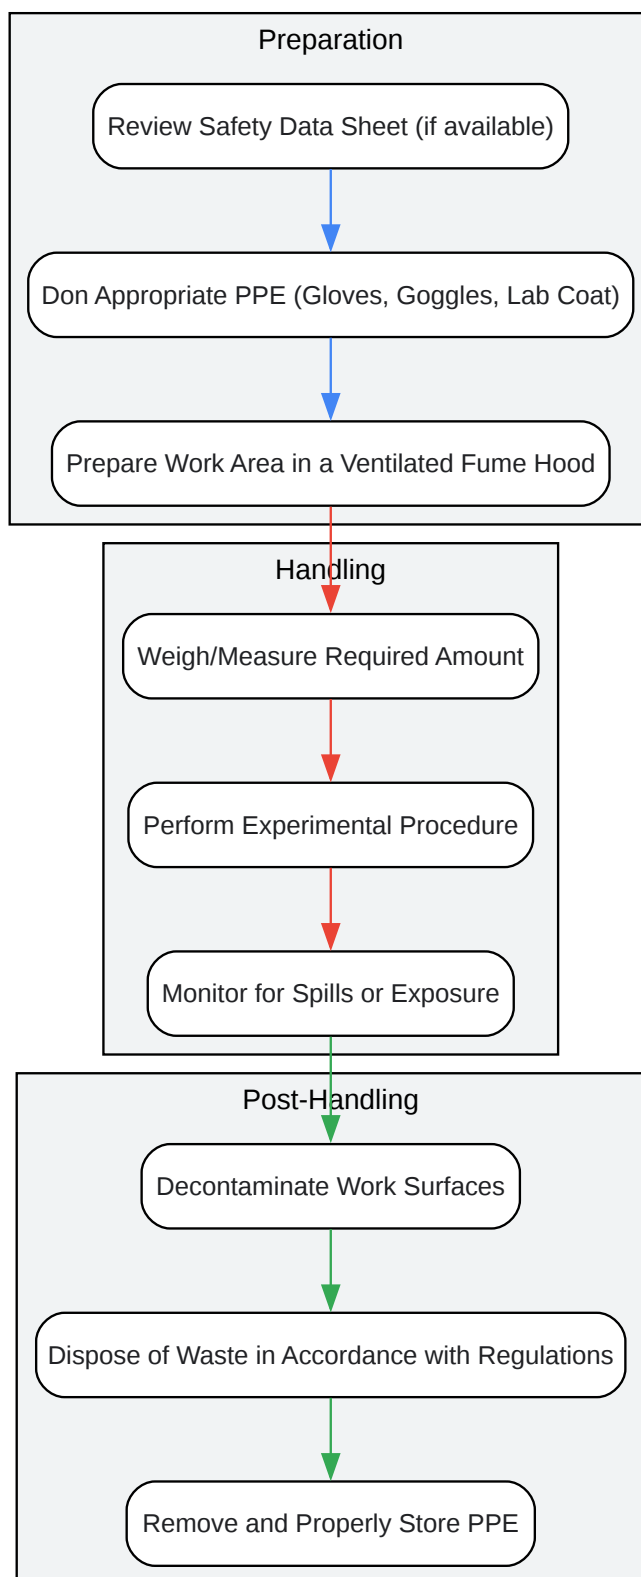 Preparation
Review Safety Data Sheet (if available)
Don Appropriate PPE (Gloves, Goggles, Lab Coat)
Prepare Work Area in a Ventilated Fume Hood
Handling
Weigh/Measure Required Amount
Perform Experimental Procedure
Monitor for Spills or Exposure
Post-Handling
Decontaminate Work Surfaces
Dispose of Waste in Accordance with Regulations
Remove and Properly Store PPE